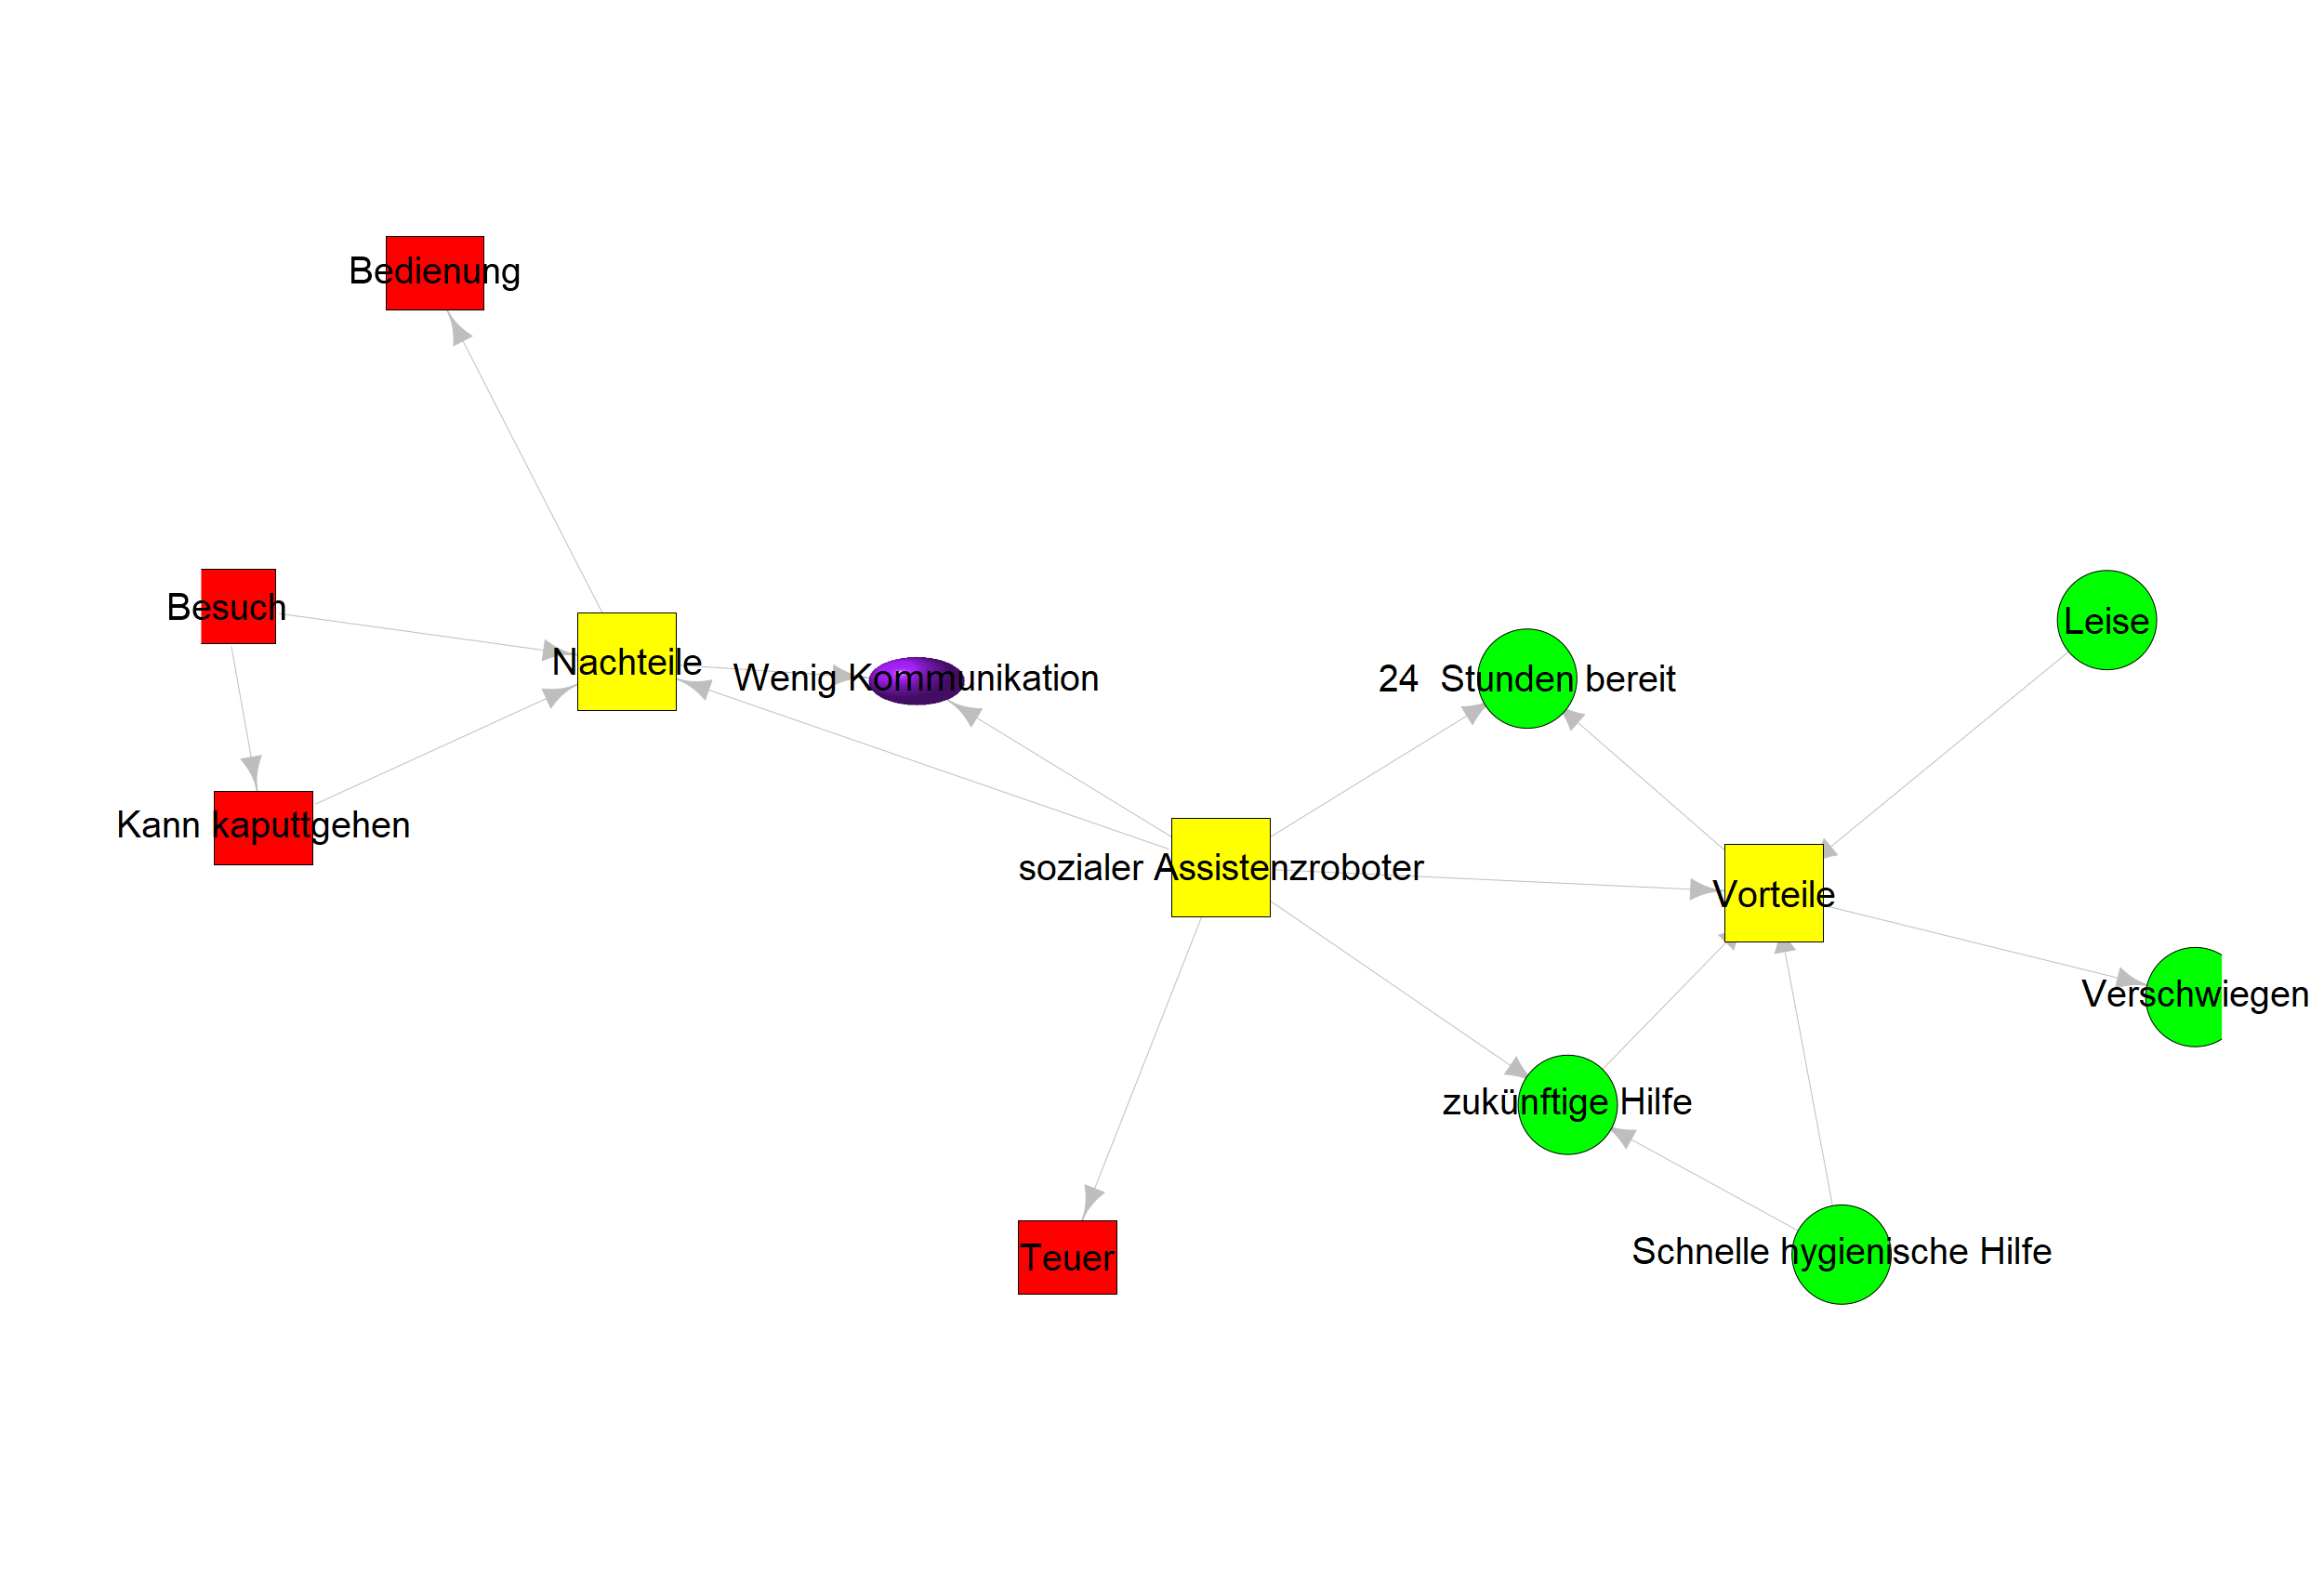 Bedienung
Besuch
Leise
Nachteile
Wenig Kommunikation
24  Stunden bereit
Kann kaputtgehen
sozialer Assistenzroboter
Vorteile
Verschwiegen
zukünftige Hilfe
Schnelle hygienische Hilfe
Teuer